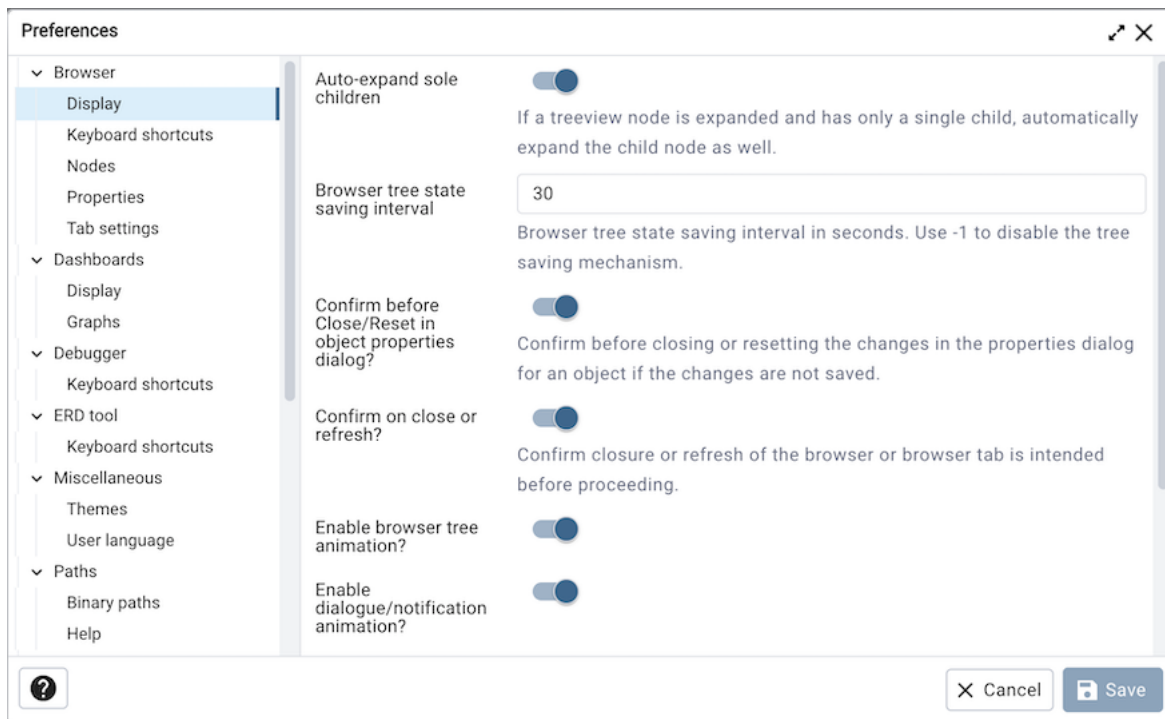 Preferences
Browser
Display
Keyboard shortcuts
Nodes
Properties
Tab settings
Dashboards
Display
Graphs
Debugger
Keyboard shortcuts
ERD tool
Keyboard shortcuts
Miscellaneous
Themes
User language
Paths
Binary paths
Help
Auto-expand sole
children
If a treeview node is expanded and has only a single child, automatically
expand the child node as well.
Browser tree state
saving interval
30
Browser tree state saving interval in seconds. Use -1 to disable the tree
saving mechanism.
Confirm before
Close/Reset in
object properties
dialog?
Confirm before closing or resetting the changes in the properties dialog
for an object if the changes are not saved.
Confirm on close or
refresh?
Confirm closure or refresh of the browser or browser tab is intended
before proceeding.
Enable browser tree
animation?
Enable
dialogue/notification
animation?
?
Cancel
Save